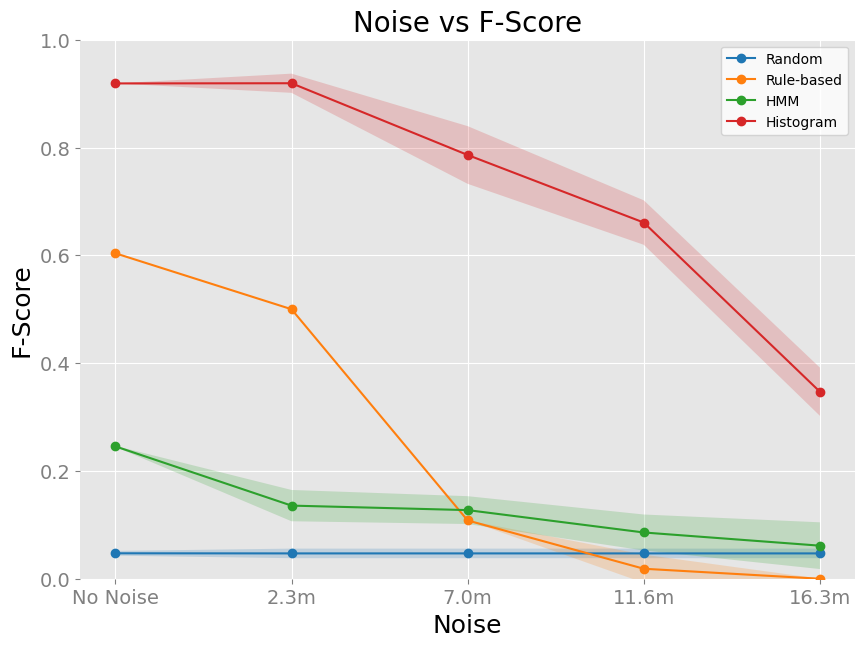 Noise vs F-Score
1.0
0.8
0.6
0.4
0.2
0.0
F-Score
Random
Rule-based
HMM
Histogram
No Noise
2.3m
7.0m
11.6m
16.3m
Noise